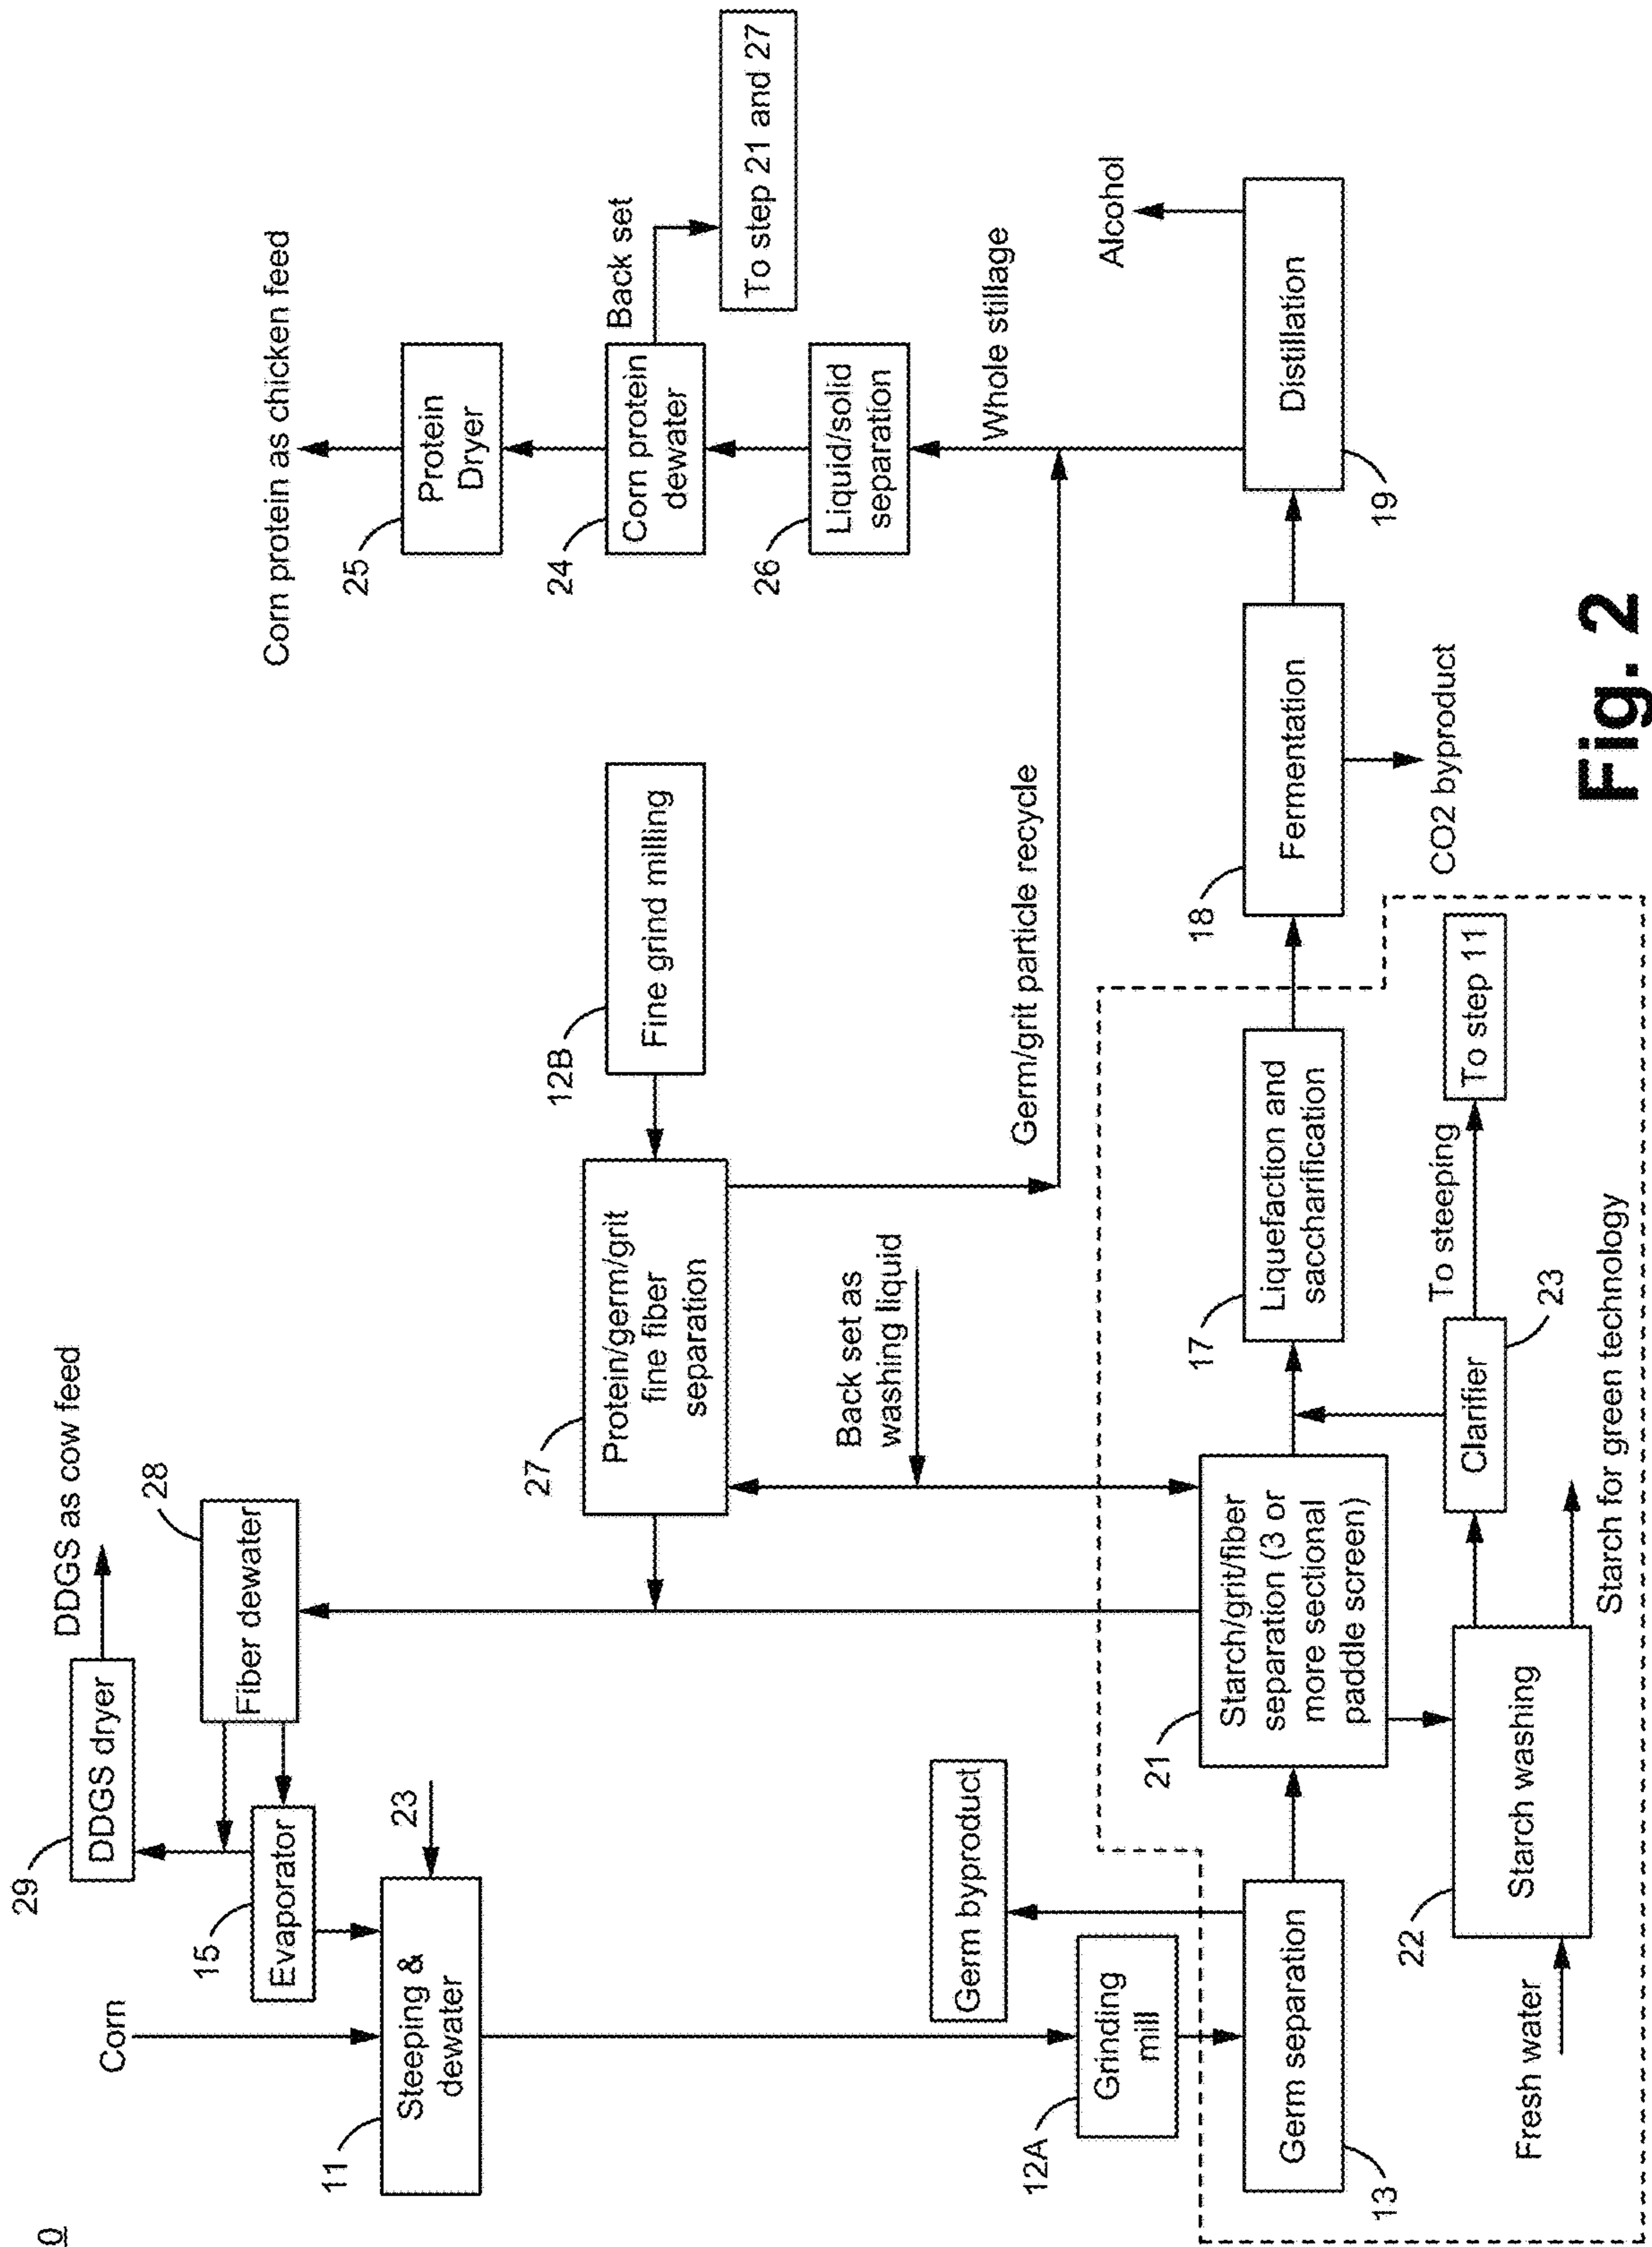 0
Corn
11
Steeping &
dewater
23
15
Evaporator
29
DDGS dryer
DDGS as cow feed
28
Fiber dewater
27
Protein/germ/grit
fine fiber
separation
12B
Fine grind milling
Back set as
washing liquid
Germ/grit particle recycle
Corn protein as chicken feed
25
Protein
Dryer
24
Corn protein
dewater
Back set
To step 21 and 27
26
Liquid/solid
separation
Whole stillage
Alcohol
12A
Grinding
mill
Germ byproduct
13
Germ separation
21
Starch/grit/fiber
separation (3 or
more sectional
paddle screen)
17
Liquefaction and
saccharification
18
Fermentation
CO2 byproduct
19
Distillation
Fresh water
22
Starch washing
Starch for green technology
Clarifier
23
To steeping
To step 11
Fig. 2